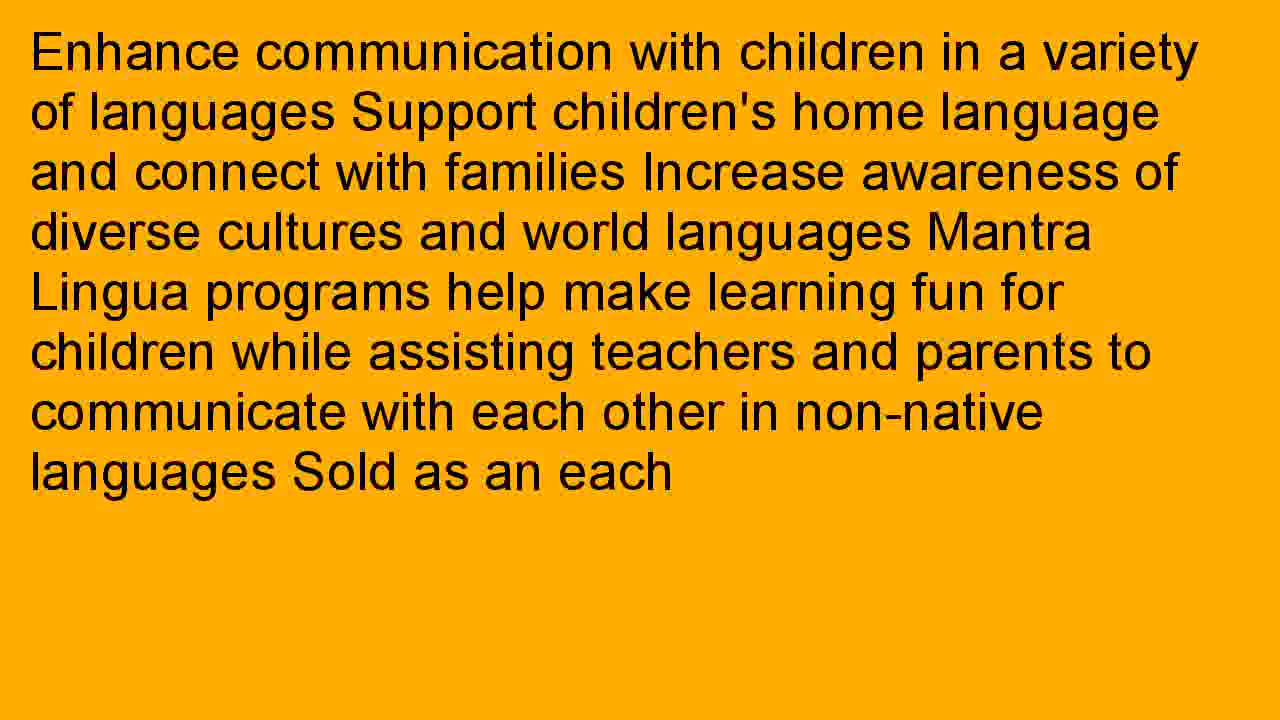 Enhance communication with children in a variety
of languages Support children's home language
and connect with families Increase awareness of
diverse cultures and world languages Mantra
Lingua programs help make learning fun for
children while assisting teachers and parents to
communicate with each other in non-native
languages Sold as an each